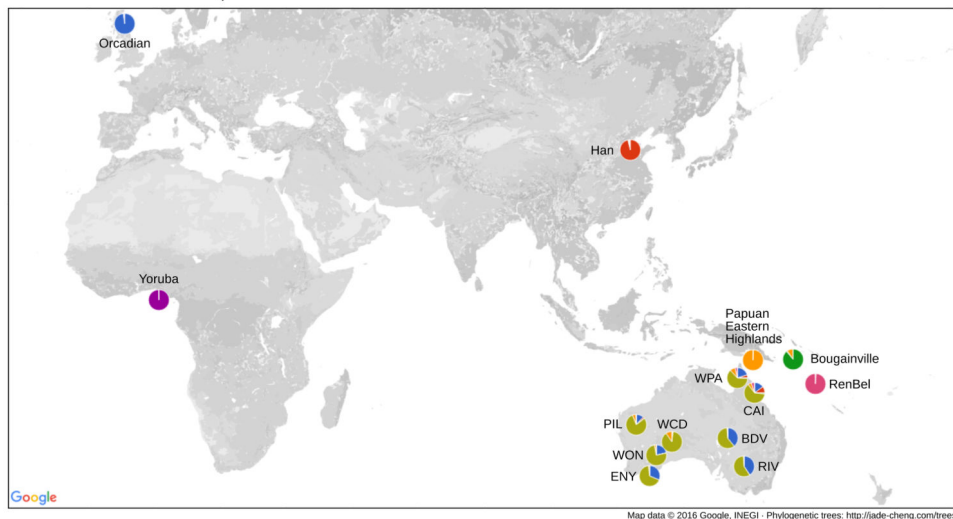 Orcadian
Han
Yoruba
Papuan
Eastern
Highlands
Bougainville
WPA
RenBel
CAI
PIL
WCD
BDV
WON
RIV
ENY
Google
Map data © 2016 Google, INEGI · Phylogenetic trees: http://jade-cheng.com/trees